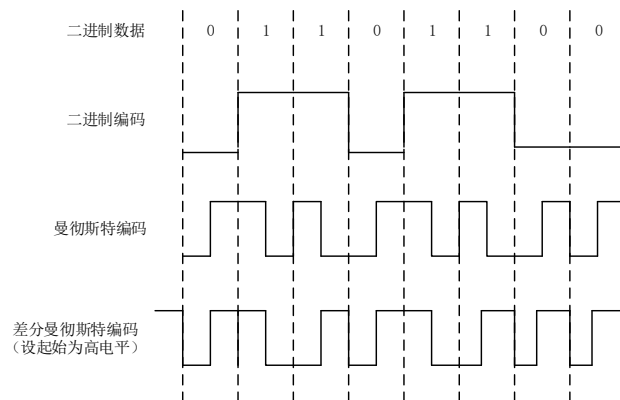 二进制数据 0 1 1 0 1 1 0 0
二进制编码
曼彻斯特编码
差分曼彻斯特编码
（设起始为高电平）